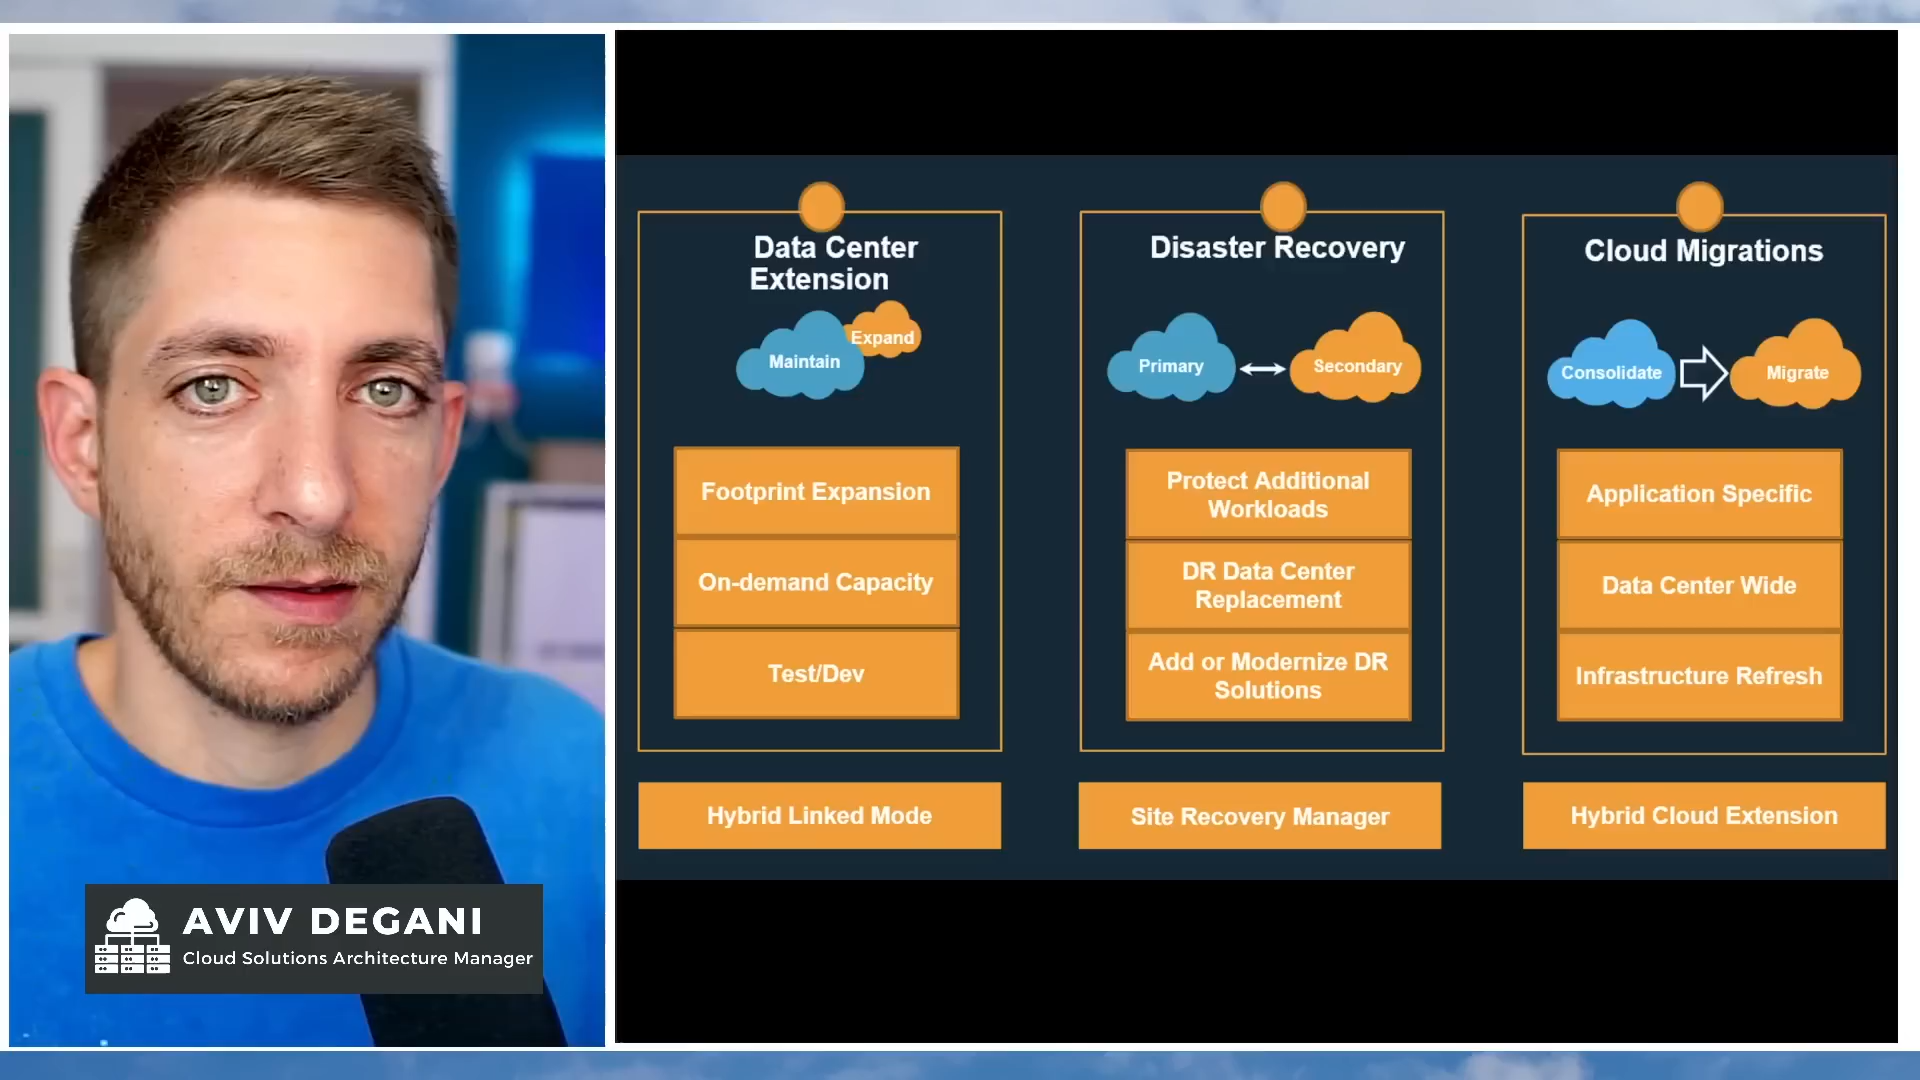 AVIV DEGANI
Cloud Solutions Architecture Manager
Data Center
Extension
Maintain
Expand
Footprint Expansion
On-demand Capacity
Test/Dev
Hybrid Linked Mode
Disaster Recovery
Primary
Secondary
Protect Additional
Workloads
DR Data Center
Replacement
Add or Modernize DR
Solutions
Site Recovery Manager
Cloud Migrations
Consolidate
Migrate
Application Specific
Data Center Wide
Infrastructure Refresh
Hybrid Cloud Extension